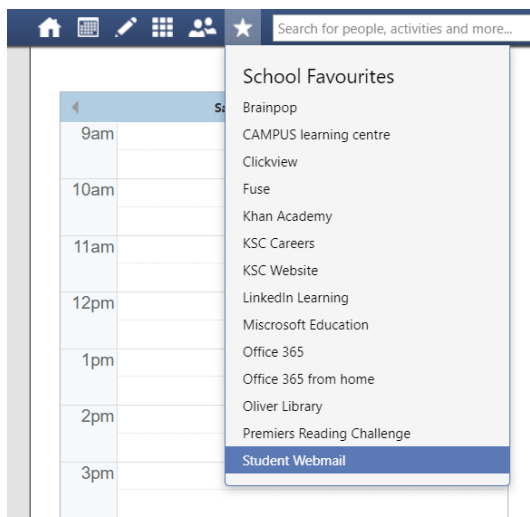 Search for people, activities and more...
School Favourites
Brainpop
CAMPUS learning centre
Clickview
Fuse
Khan Academy
KSC Careers
KSC Website
LinkedIn Learning
Miscrosoft Education
Office 365
Office 365 from home
Oliver Library
Premiers Reading Challenge
Student Webmail
9am
10am
11am
12pm
1pm
2pm
3pm